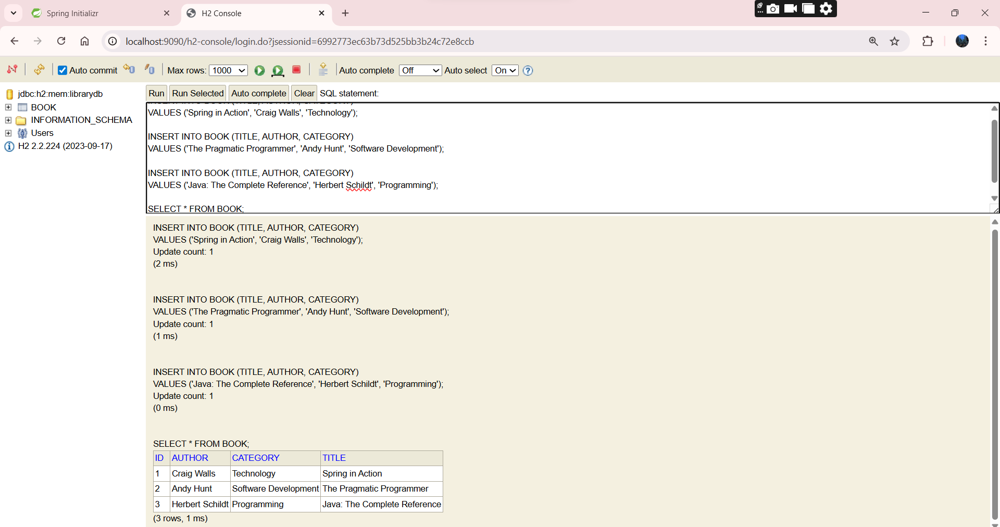 Spring Initializr
H2 Console
localhost:9090/h2-console/login.do?jsessionid=6992773ec63b73d525bb3b24c72e8ccb
Auto commit Max rows: 1000 Auto complete Off Auto select On
jdbc:h2:mem:librarydb
BOOK
INFORMATION_SCHEMA
Users
H2 2.2.224 (2023-09-17)
Run Run Selected Auto complete Clear SQL statement:
INSERT INTO BOOK (TITLE, AUTHOR, CATEGORY)
VALUES ('Spring in Action', 'Craig Walls', 'Technology');
INSERT INTO BOOK (TITLE, AUTHOR, CATEGORY)
VALUES ('The Pragmatic Programmer', 'Andy Hunt', 'Software Development');
INSERT INTO BOOK (TITLE, AUTHOR, CATEGORY)
VALUES ('Java: The Complete Reference', 'Herbert Schildt', 'Programming');
SELECT * FROM BOOK;
INSERT INTO BOOK (TITLE, AUTHOR, CATEGORY)
VALUES ('Spring in Action', 'Craig Walls', 'Technology');
Update count: 1
(2 ms)
INSERT INTO BOOK (TITLE, AUTHOR, CATEGORY)
VALUES ('The Pragmatic Programmer', 'Andy Hunt', 'Software Development');
Update count: 1
(1 ms)
INSERT INTO BOOK (TITLE, AUTHOR, CATEGORY)
VALUES ('Java: The Complete Reference', 'Herbert Schildt', 'Programming');
Update count: 1
(0 ms)
SELECT * FROM BOOK;
ID AUTHOR CATEGORY TITLE
1 Craig Walls Technology Spring in Action
2 Andy Hunt Software Development The Pragmatic Programmer
3 Herbert Schildt Programming Java: The Complete Reference
(3 rows, 1 ms)